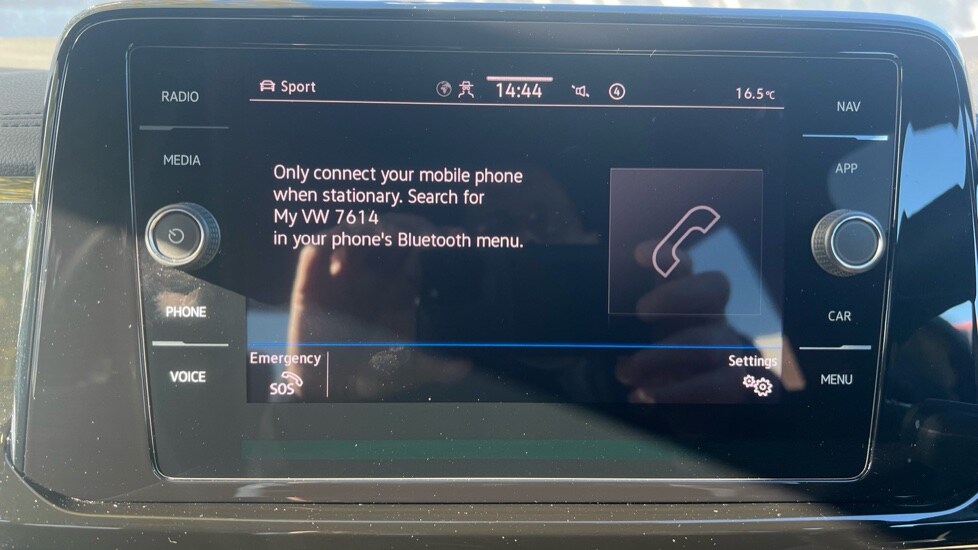 RADIO
MEDIA
PHONE
VOICE
Sport
14:44
4
16.5°C
Only connect your mobile phone
when stationary. Search for
My VW 7614
in your phone's Bluetooth menu.
Emergency
SOS
Settings
NAV
APP
CAR
MENU